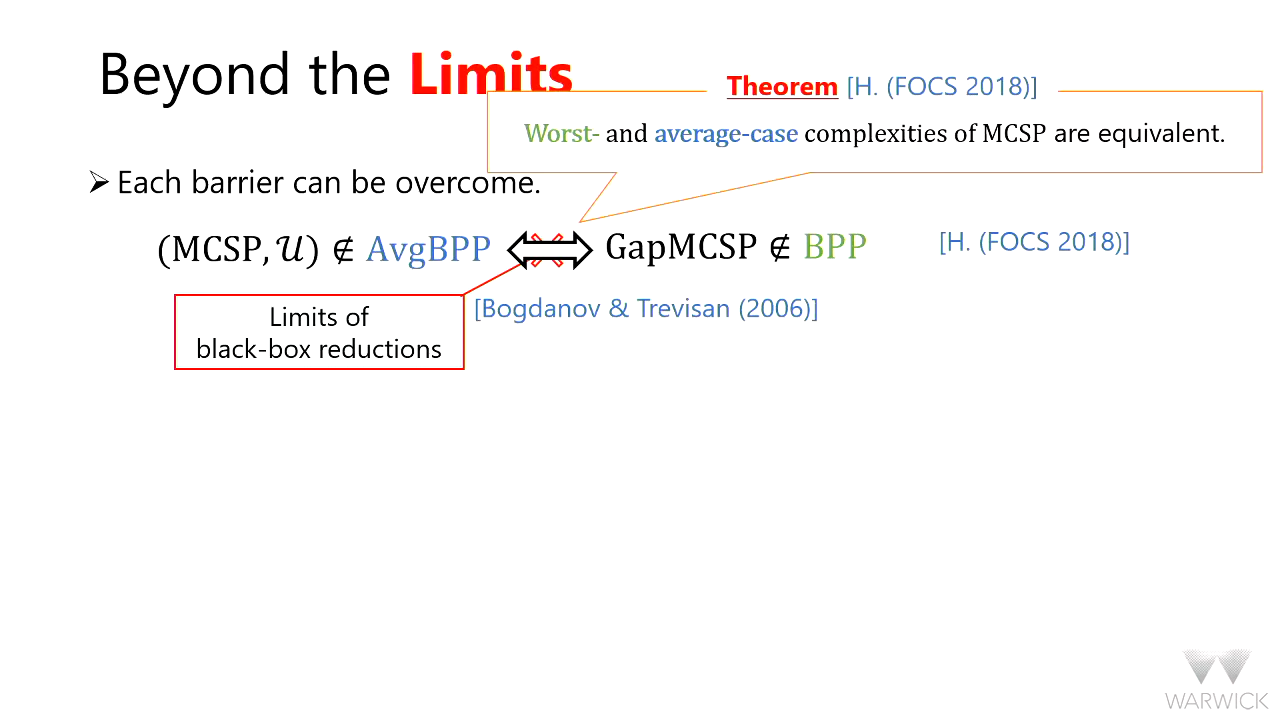 Beyond the Limits
Theorem [H. (FOCS 2018)]
Worst- and average-case complexities of MCSP are equivalent.
➢ Each barrier can be overcome.
(MCSP, 𝒰) ∉ AvgBPP ⟺ GapMCSP ∉ BPP [H. (FOCS 2018)]
[Bogdanov & Trevisan (2006)]
Limits of
black-box reductions
WARWICK